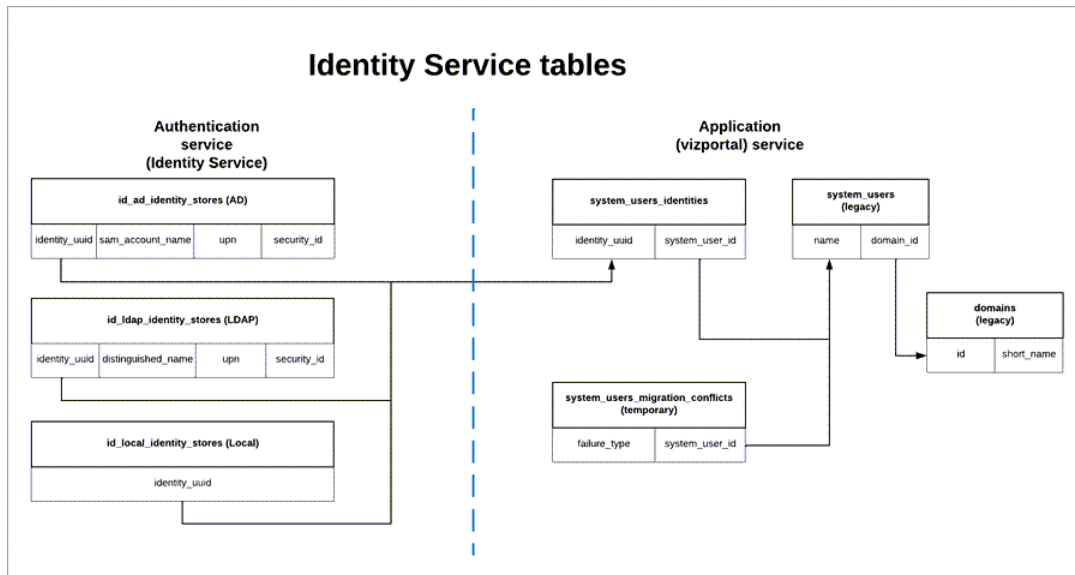 Identity Service tables
Authentication
service
(Identity Service)
id_ad_identity_stores (AD)
identity_uuid sam_account_name upn security_id
id_ldap_identity_stores (LDAP)
identity_uuid distinguished_name upn security_id
id_local_identity_stores (Local)
identity_uuid
Application
(vizportal) service
system_users_identities
identity_uuid system_user_id
system_users
(legacy)
name domain_id
domains
(legacy)
id short_name
system_users_migration_conflicts
(temporary)
failure_type system_user_id